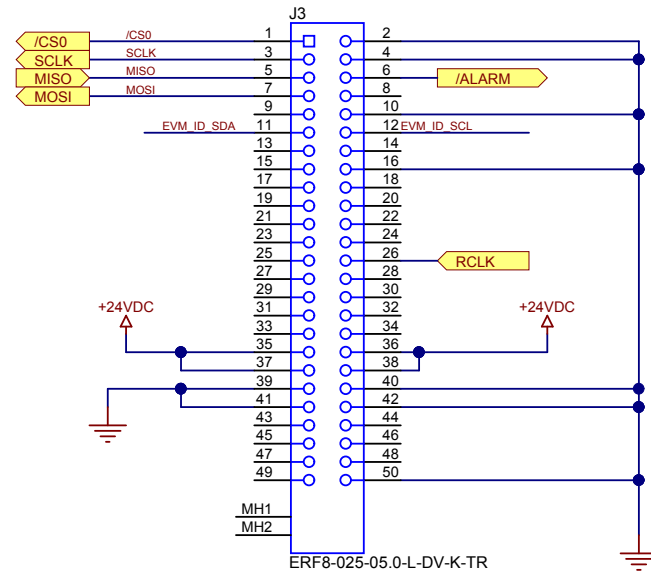 J3
/CS0 /CS0 1 2
SCLK SCLK 3 4
MISO MISO 5 6 /ALARM
MOSI MOSI 7 8
9 10
EVM_ID_SDA 11 12 EVM_ID_SCL
13 14
15 16
17 18
19 20
21 22
23 24
25 26 RCLK
27 28
29 30
+24VDC 31 32 +24VDC
33 34
35 36
37 38
39 40
41 42
43 44
45 46
47 48
49 50
MH1
MH2
ERF8-025-05.0-L-DV-K-TR